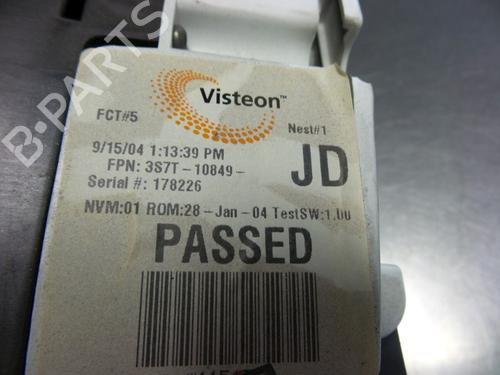 Visteon™
FCT#5
Nest#1
9/15/04 1:13:39 PM
FPN: 3S7T-10849-
JD
Serial #: 178226
NVM:01 ROM:28-Jan-04 TestSW:1.00
PASSED
B-PARTS